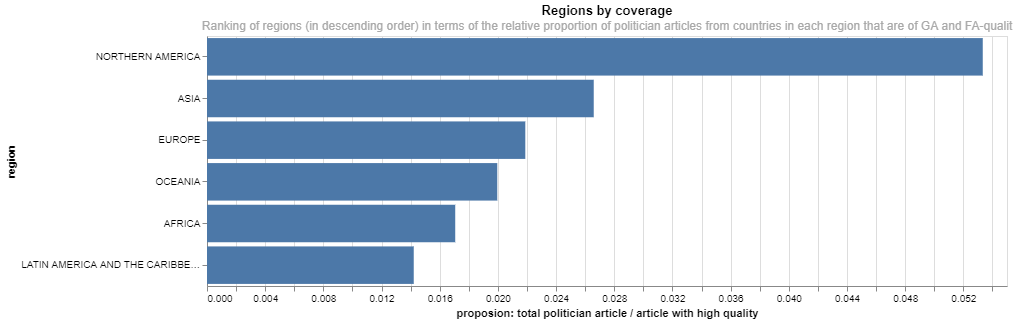 Regions by coverage
Ranking of region (in descending order) in terms of the relative proportion of politician articles from countries in each region that are of GA and FA-qualit
NORTHERN AMERICA
ASIA
EUROPE
OCEANIA
AFRICA
LATIN AMERICA AND THE CARIBBE...
region
0.000 0.004 0.008 0.012 0.016 0.020 0.024 0.028 0.032 0.036 0.040 0.044 0.048 0.052
proposion: total politician article / article with high quality